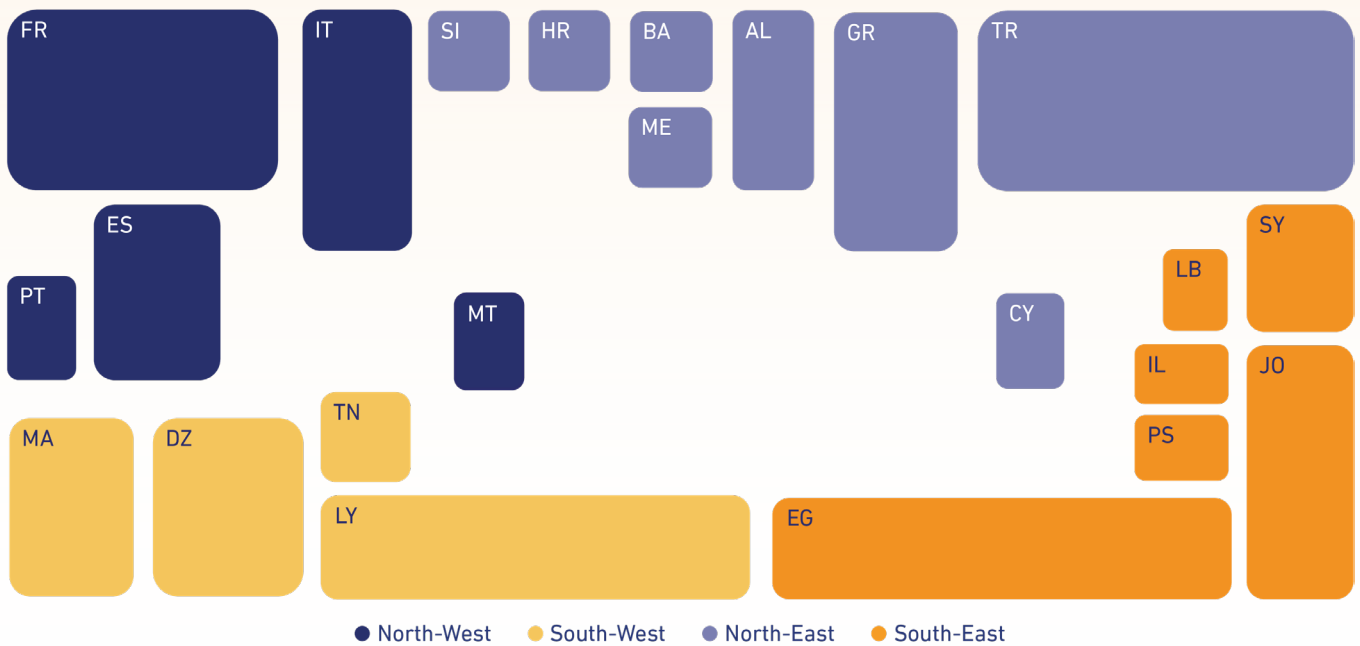 FR
IT
SI
HR
BA
AL
GR
TR
ME
ES
SY
LB
PT
MT
CY
IL
JO
TN
PS
MA
DZ
LY
EG
North-West
South-West
North-East
South-East